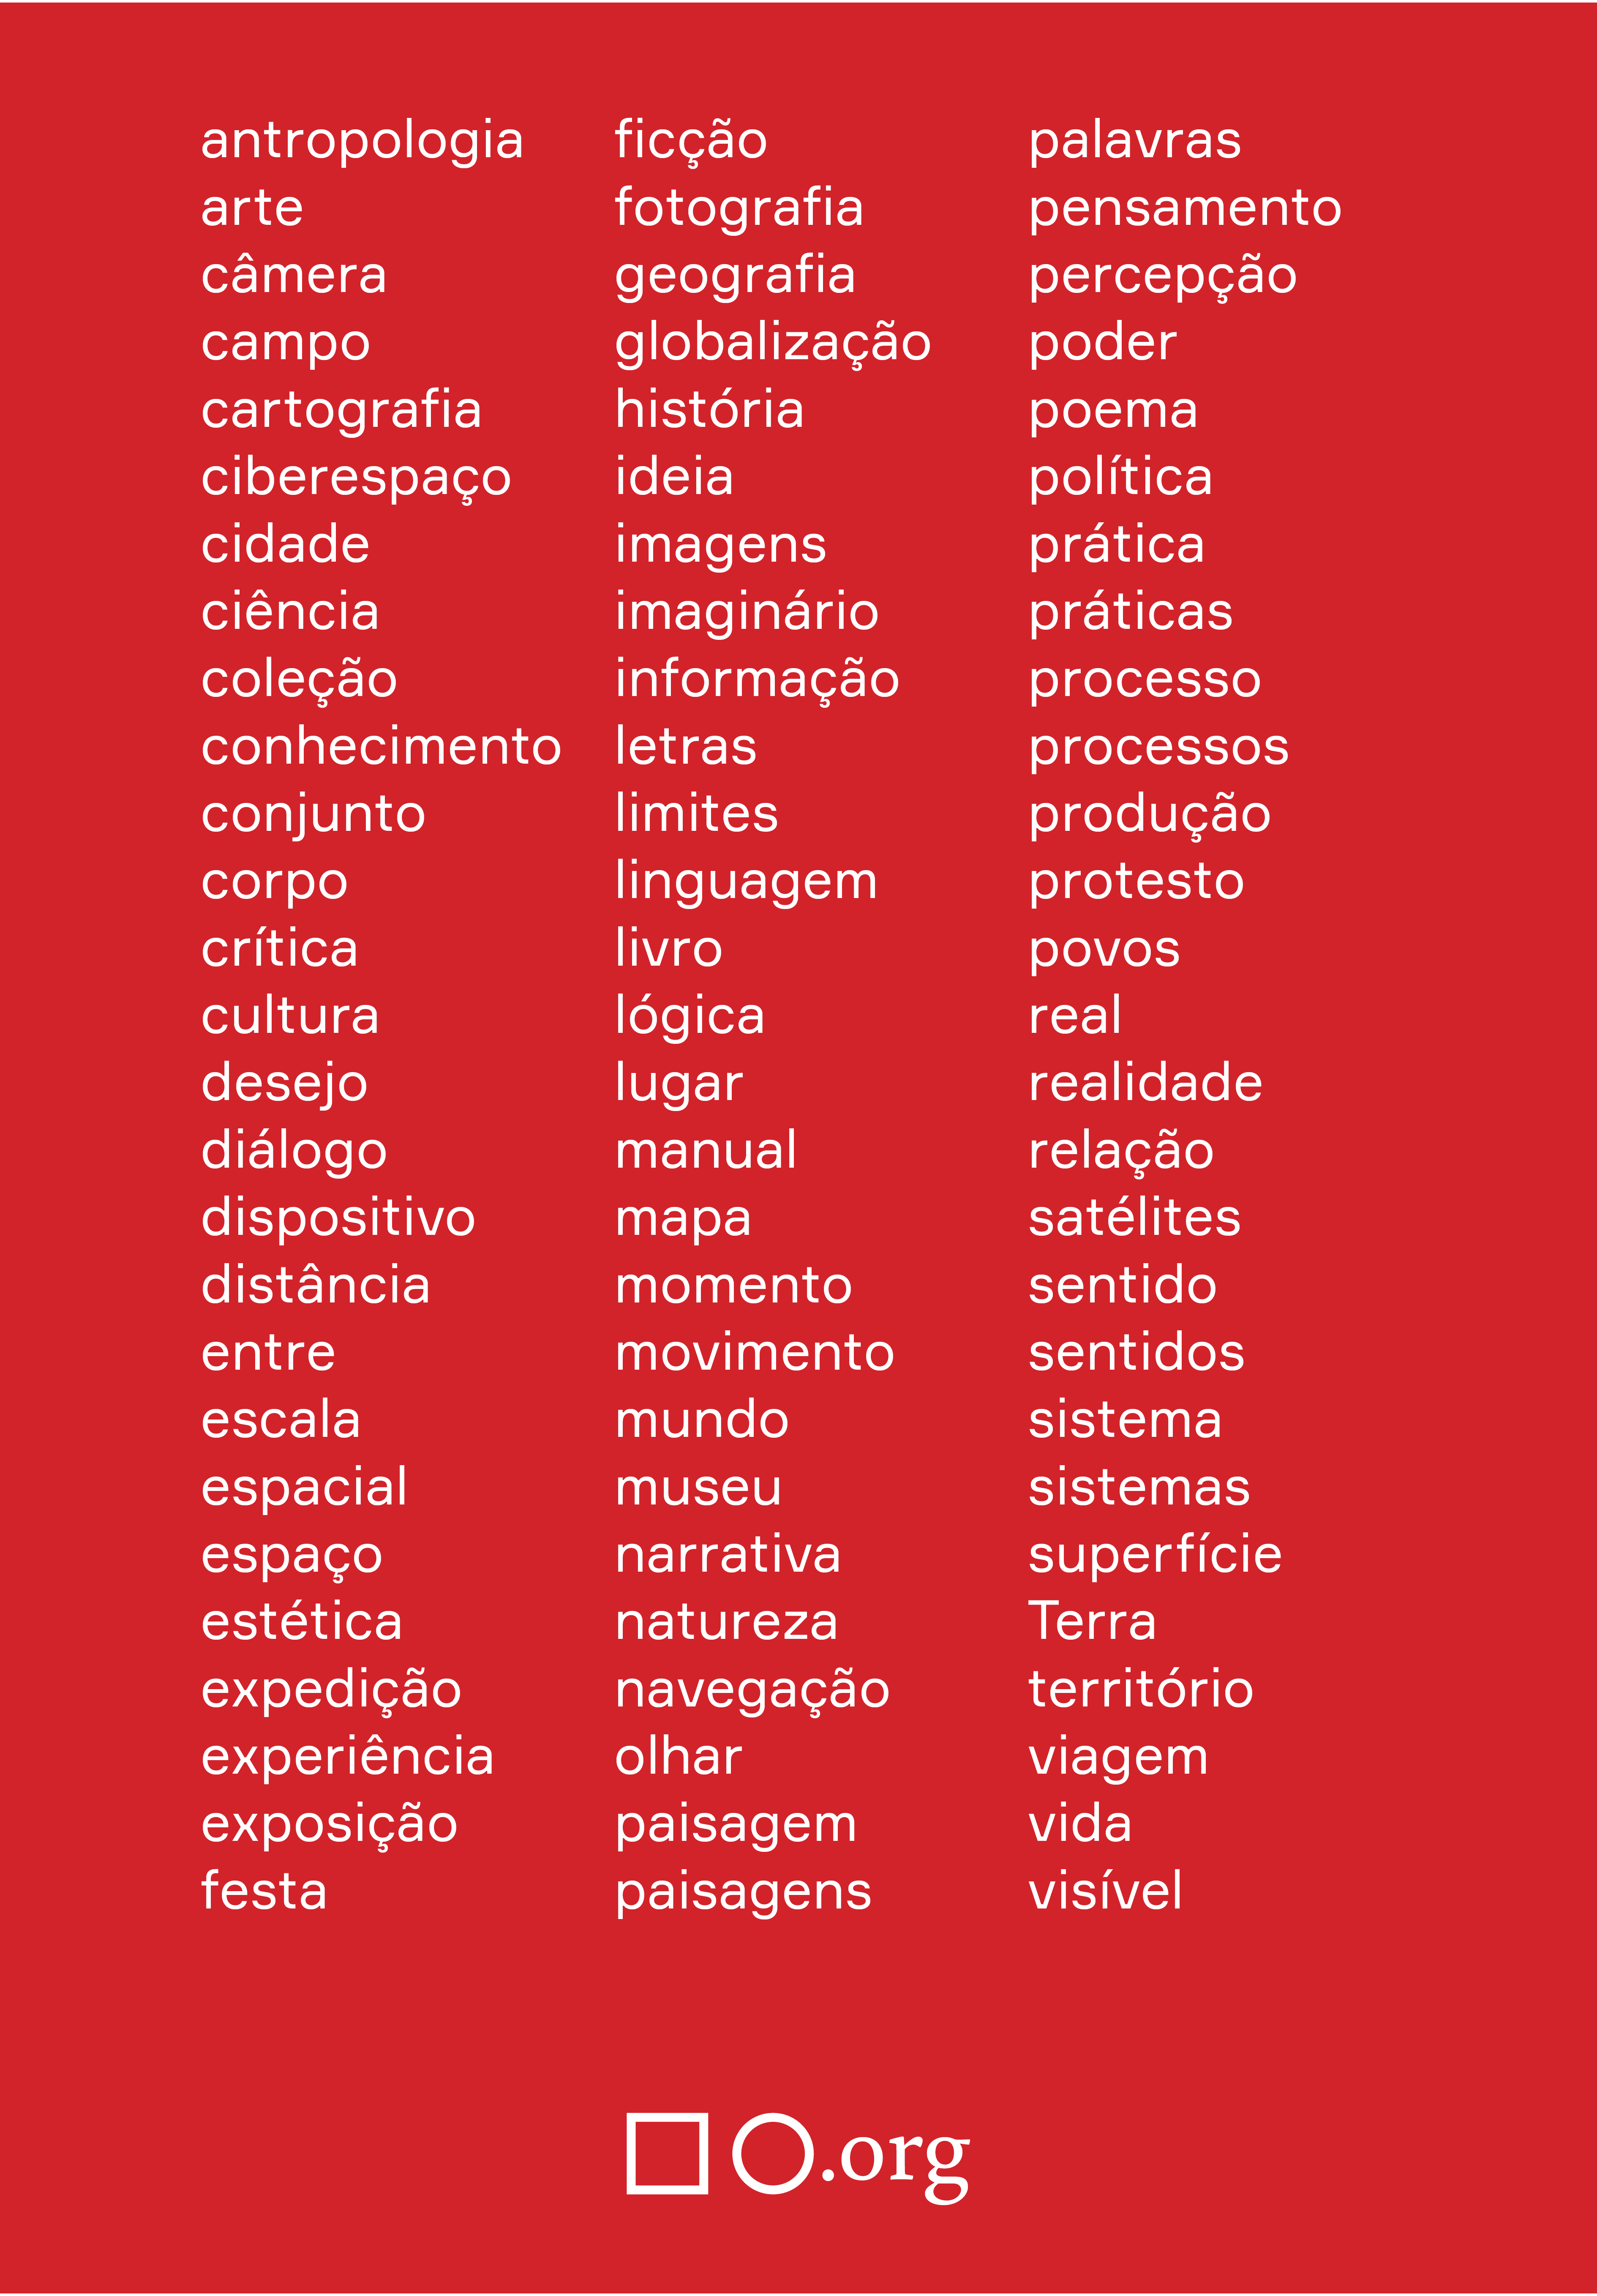 antropologia
arte
câmera
campo
cartografia
ciberespaço
cidade
ciência
coleção
conhecimento
conjunto
corpo
crítica
cultura
desejo
diálogo
dispositivo
distância
entre
escala
espacial
espaço
estética
expedição
experiência
exposição
festa
ficção
fotografia
geografia
globalização
história
ideia
imagens
imaginário
informação
letras
limites
linguagem
livro
lógica
lugar
manual
mapa
momento
movimento
mundo
museu
narrativa
natureza
navegação
olhar
paisagem
paisagens
palavras
pensamento
percepção
poder
poema
política
prática
práticas
processo
processos
produção
protesto
povos
real
realidade
relação
satélites
sentido
sentidos
sistema
sistemas
superfície
Terra
território
viagem
vida
visível
.org